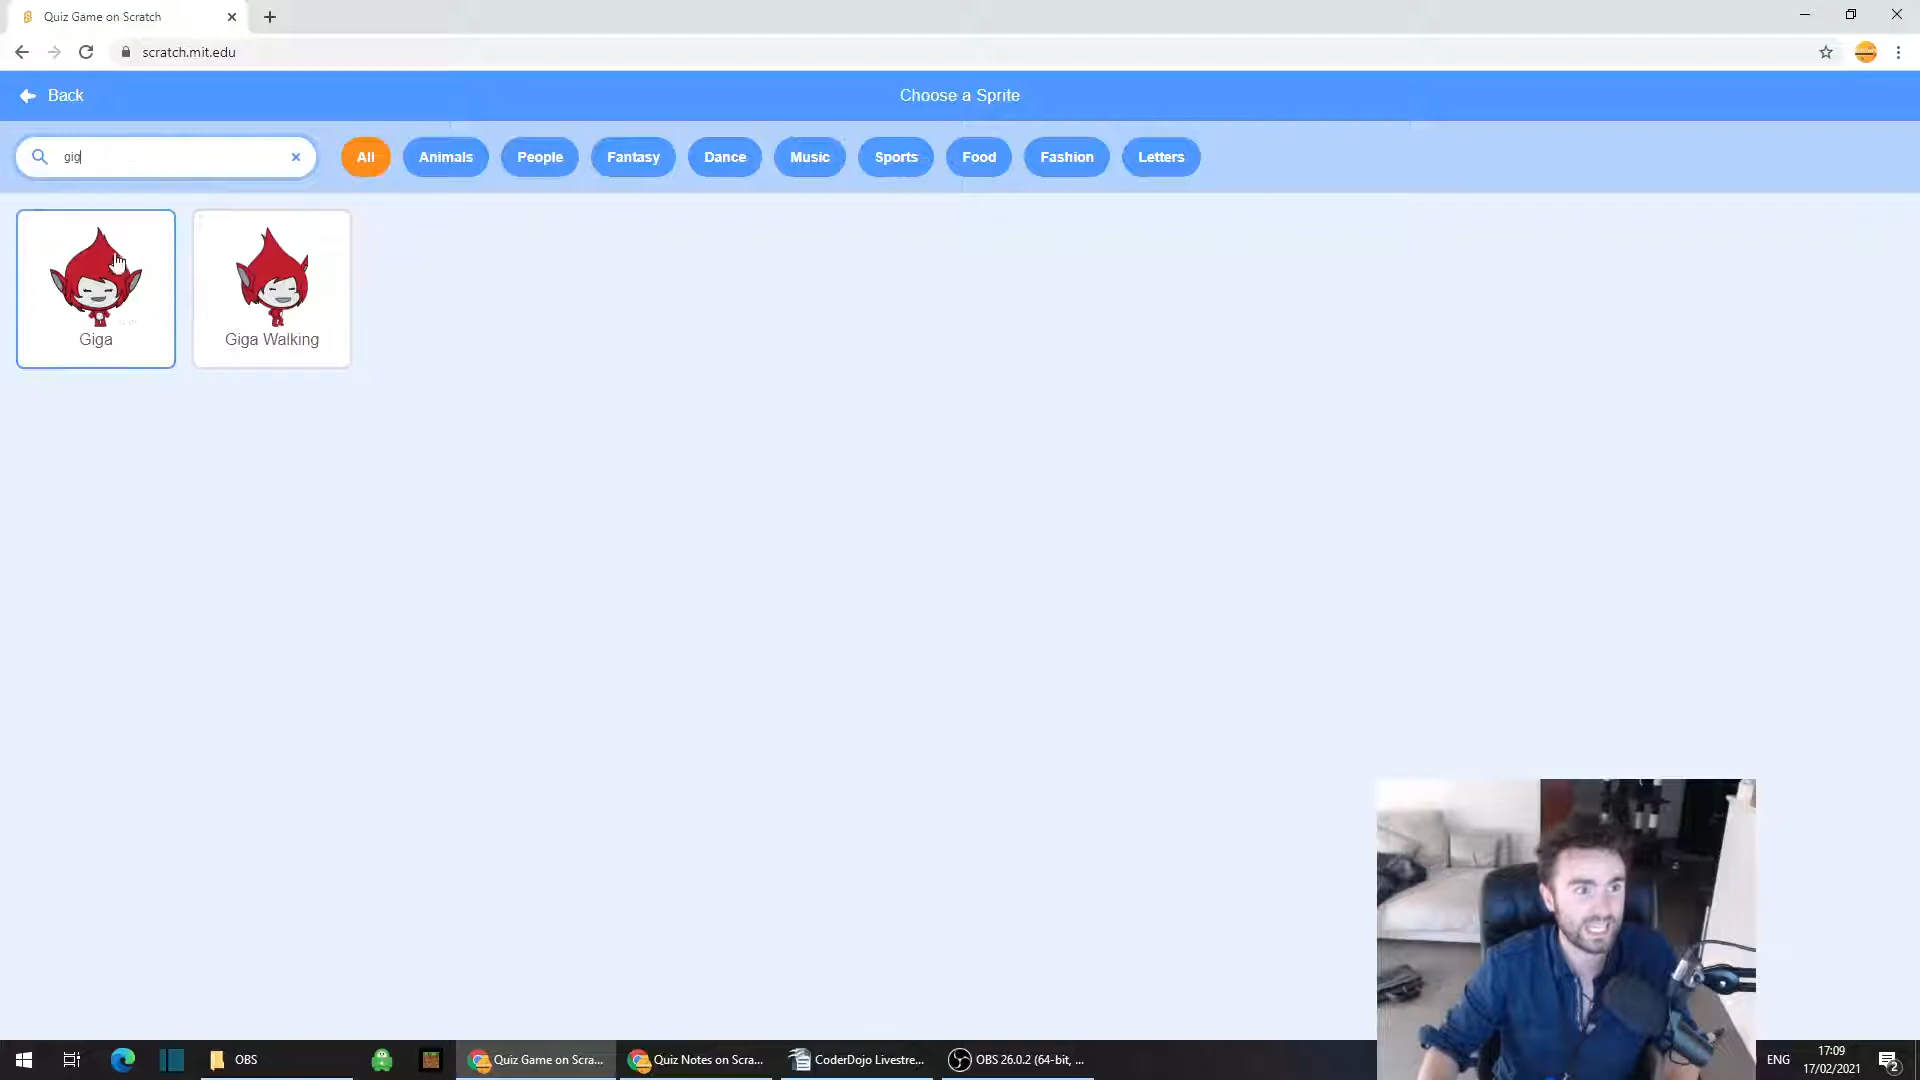 Quiz Game on Scratch
scratch.mit.edu
Back
Choose a Sprite
gig
All
Animals
People
Fantasy
Dance
Music
Sports
Food
Fashion
Letters
Giga
Giga Walking
OBS
Quiz Game on Scra...
Quiz Notes on Scra...
CoderDojo Livestre...
OBS 26.0.2 (64-bit, ...
ENG
17:09
17/02/2021
2